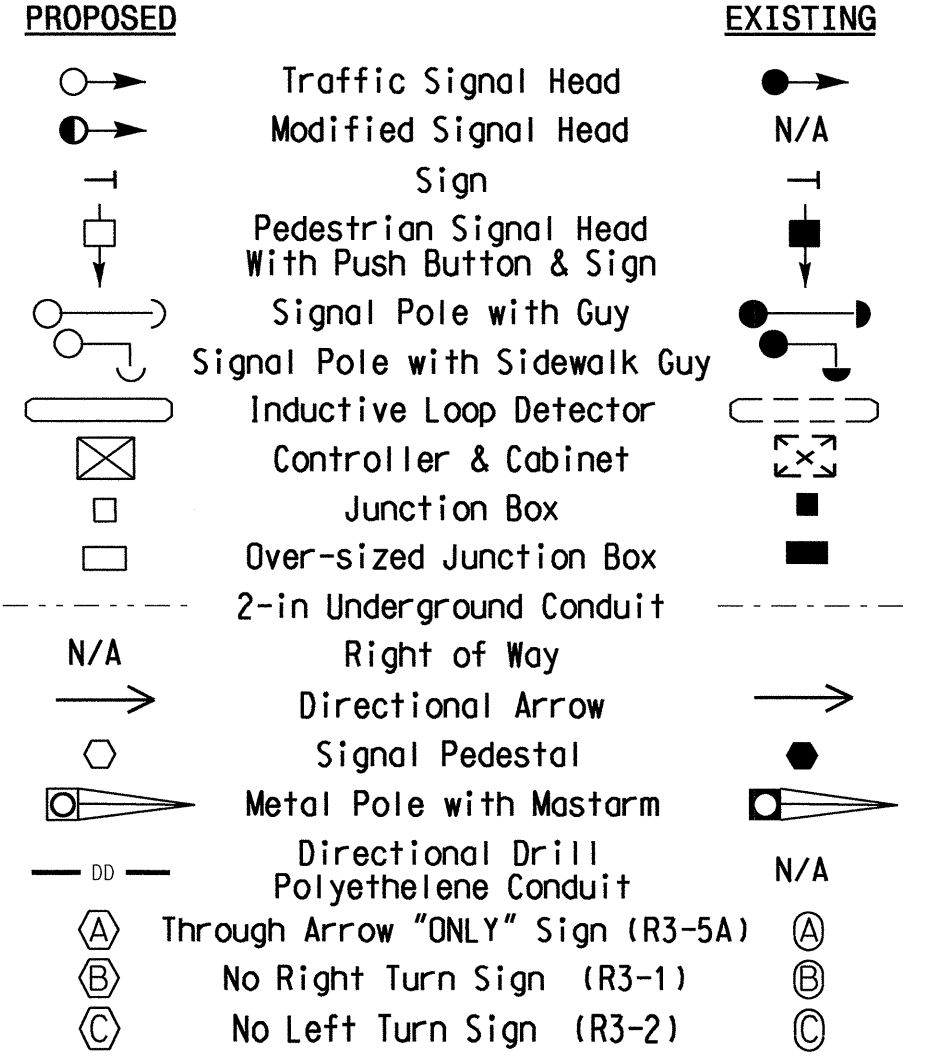 PROPOSED EXISTING
Traffic Signal Head
Modified Signal Head N/A
Sign
Pedestrian Signal Head
With Push Button & Sign
Signal Pole with Guy
Signal Pole with Sidewalk Guy
Inductive Loop Detector
Controller & Cabinet
Junction Box
Over-sized Junction Box
2-in Underground Conduit
N/A Right of Way
Directional Arrow
Signal Pedestal
Metal Pole with Mastarm
Directional Drill
DD Polyethelene Conduit N/A
A Through Arrow "ONLY" Sign (R3-5A) A
B No Right Turn Sign (R3-1) B
C No Left Turn Sign (R3-2) C